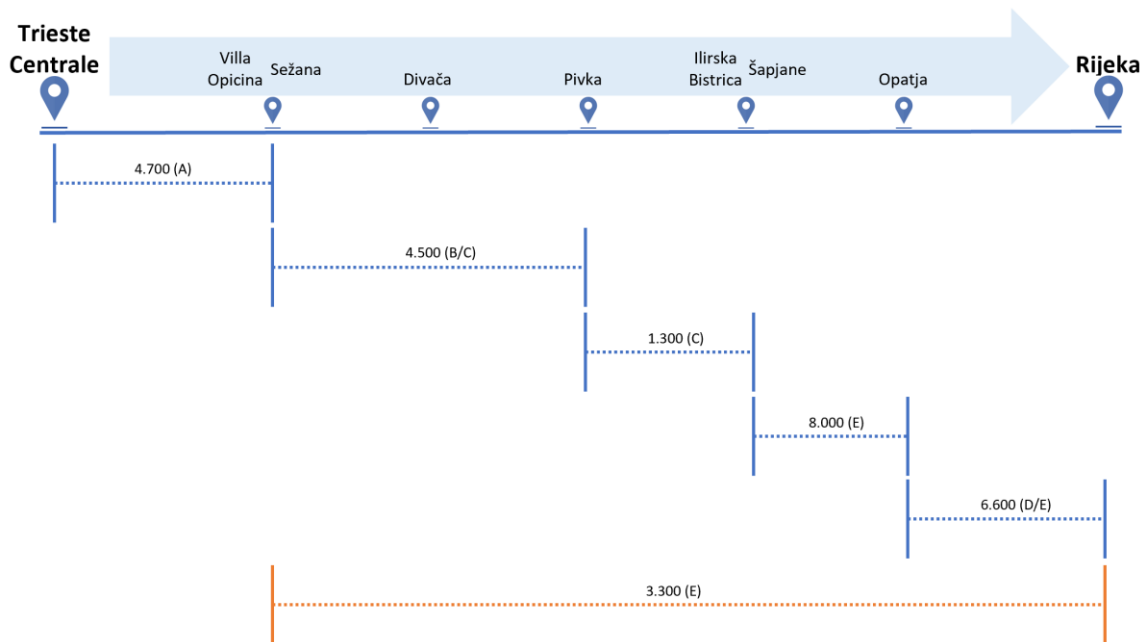 Trieste
Centrale
Villa
Opicina
Sežana
Divača
Pivka
Ilirska
Bistrica
Šapjane
Opatja
Rijeka
4.700 (A)
4.500 (B/C)
1.300 (C)
8.000 (E)
6.600 (D/E)
3.300 (E)